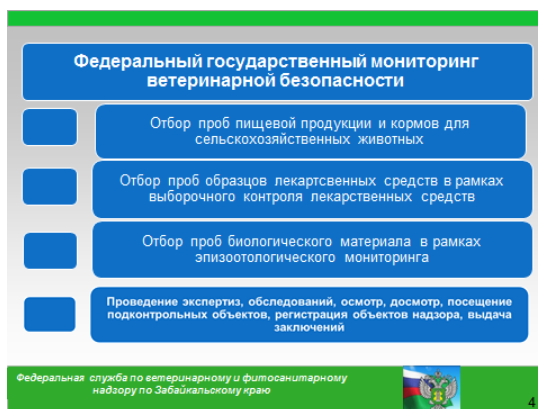 Федеральный государственный мониторинг
ветеринарной безопасности
Отбор проб пищевой продукции и кормов для
сельскохозяйственных животных
Отбор проб образцов лекартсвенных средств в рамках
выборочного контроля лекарственных средств
Отбор проб биологического материала в рамках
эпизоотологического мониторинга
Проведение экспертиз, обследований, осмотр, досмотр, посещение
подконтрольных объектов, регистрация объектов надзора, выдача
заключений
Федеральная служба по ветеринарному и фитосанитарному
надзору по Забайкальскому краю
4